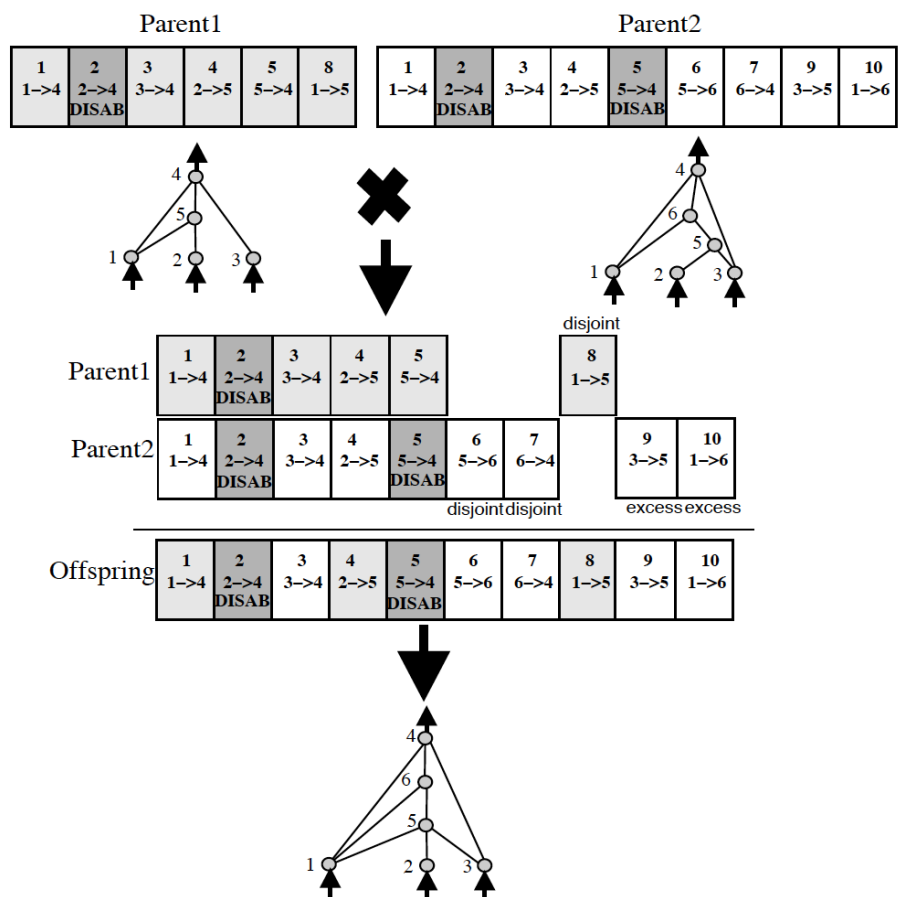 Parent1 Parent2
1 2 3 4 5 8 1 2 3 4 5 6 7 9 10
1->4 2->4 3->4 2->5 5->4 1->5 1->4 2->4 3->4 2->5 5->4 5->6 6->4 3->5 1->6
DISAB DISAB DISAB
4 4
5 6
5
1 2 3 1 2 3
disjoint
Parent1
1 2 3 4 5 8
1->4 2->4 3->4 2->5 5->4 1->5
DISAB
Parent2
1 2 3 4 5 6 7 9 10
1->4 2->4 3->4 2->5 5->4 5->6 6->4 3->5 1->6
DISAB DISAB
disjoint disjoint excess excess
Offspring
1 2 3 4 5 6 7 8 9 10
1->4 2->4 3->4 2->5 5->4 5->6 6->4 1->5 3->5 1->6
DISAB DISAB
4
6
5
1 2 3